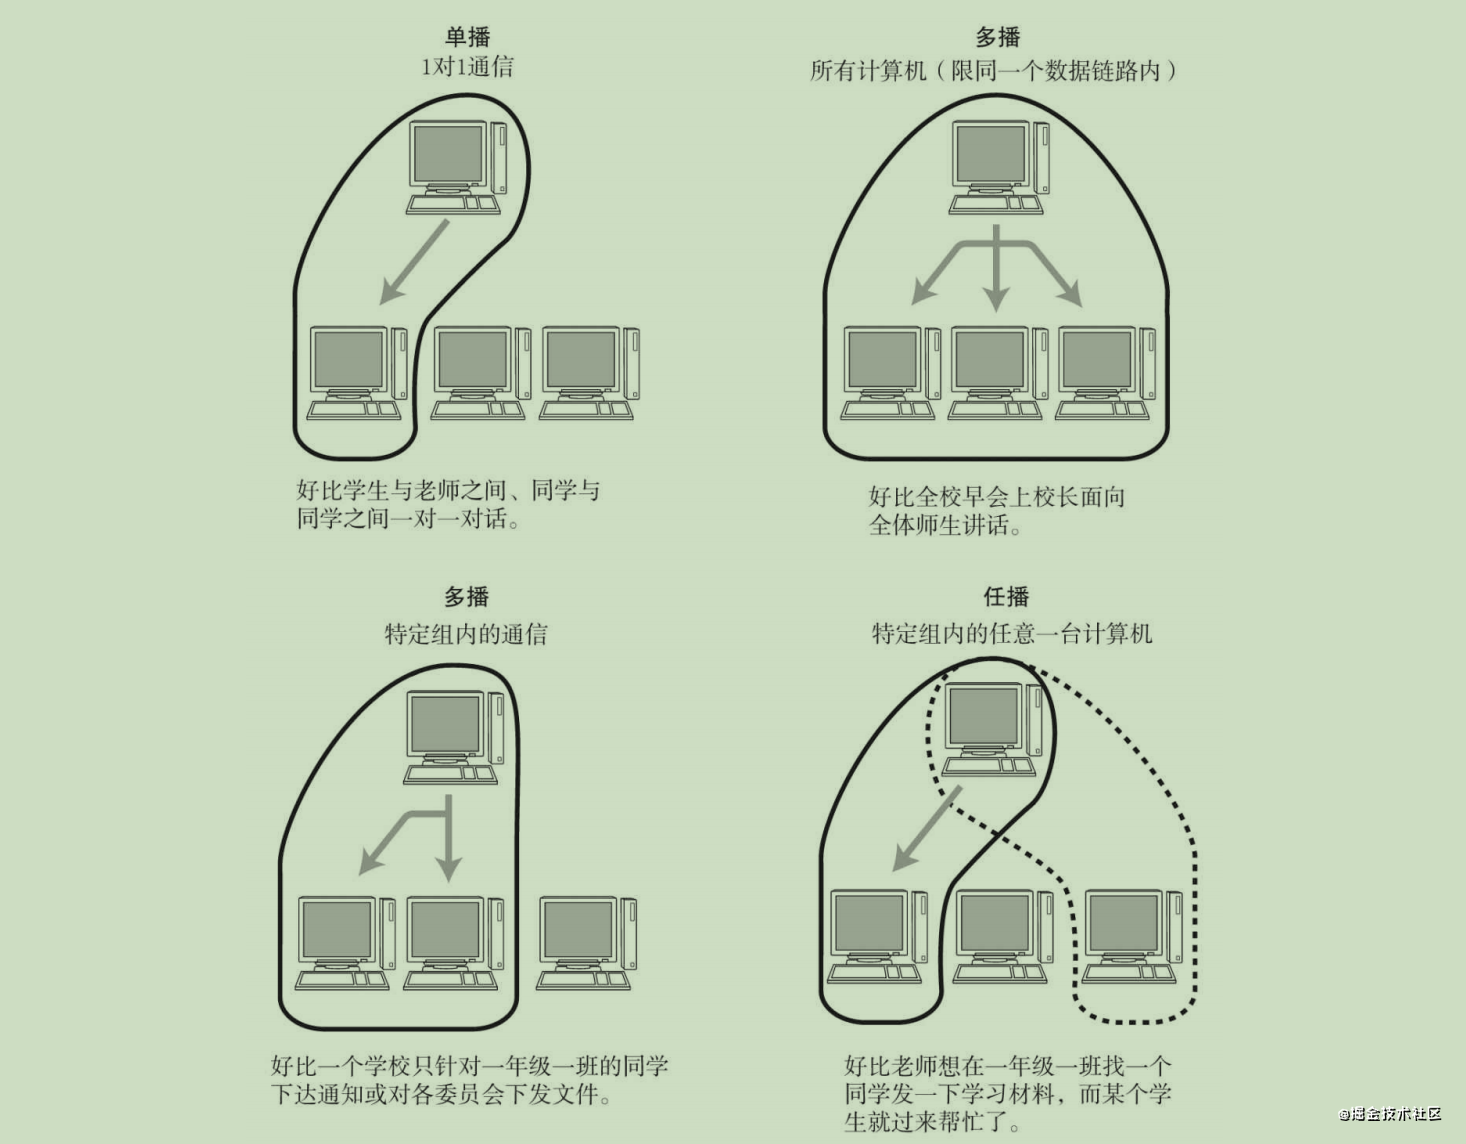 单播
1对1通信
好比学生与老师之间、同学与
同学之间一对一对话。
多播
所有计算机（限同一个数据链路内）
好比全校早会上校长面向
全体师生讲话。
多播
特定组内的通信
好比一个学校只针对一年级一班的同学
下达通知或对各委员会下发文件。
任播
特定组内的任意一台计算机
好比老师想在一年级一班找一个
同学发一下学习材料，而某个学
生就过来帮忙了。
@掘金技术社区